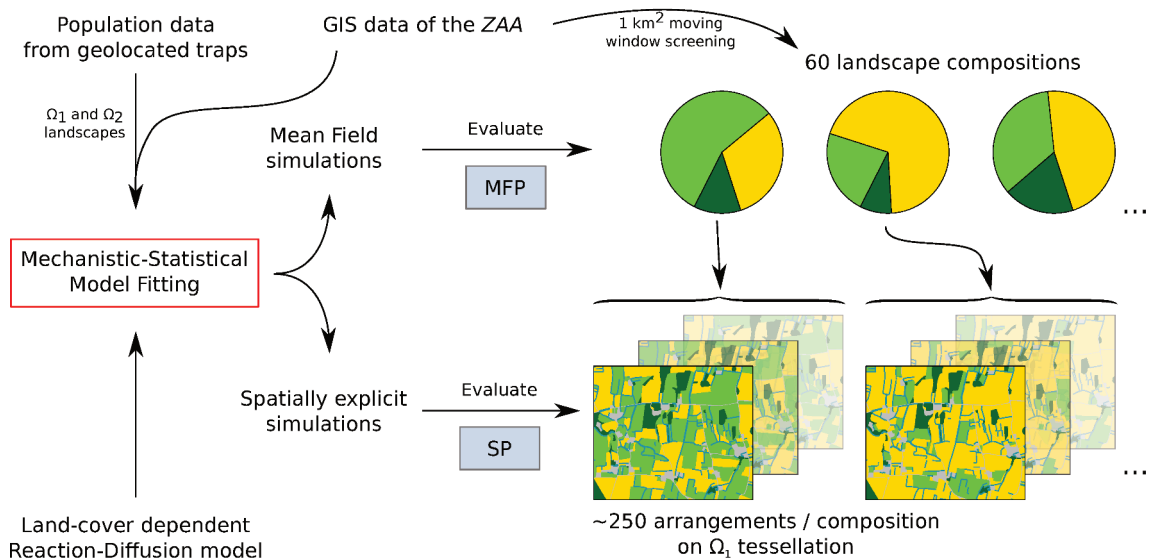 Population data
from geolocated traps
GIS data of the ZAA
1 km² moving
window screening
60 landscape compositions
Ω₁ and Ω₂
landscapes
Mean Field
simulations
Evaluate
MFP
...
Mechanistic-Statistical
Model Fitting
Spatially explicit
simulations
Evaluate
SP
...
Land-cover dependent
Reaction-Diffusion model
~250 arrangements / composition
on Ω₁ tessellation